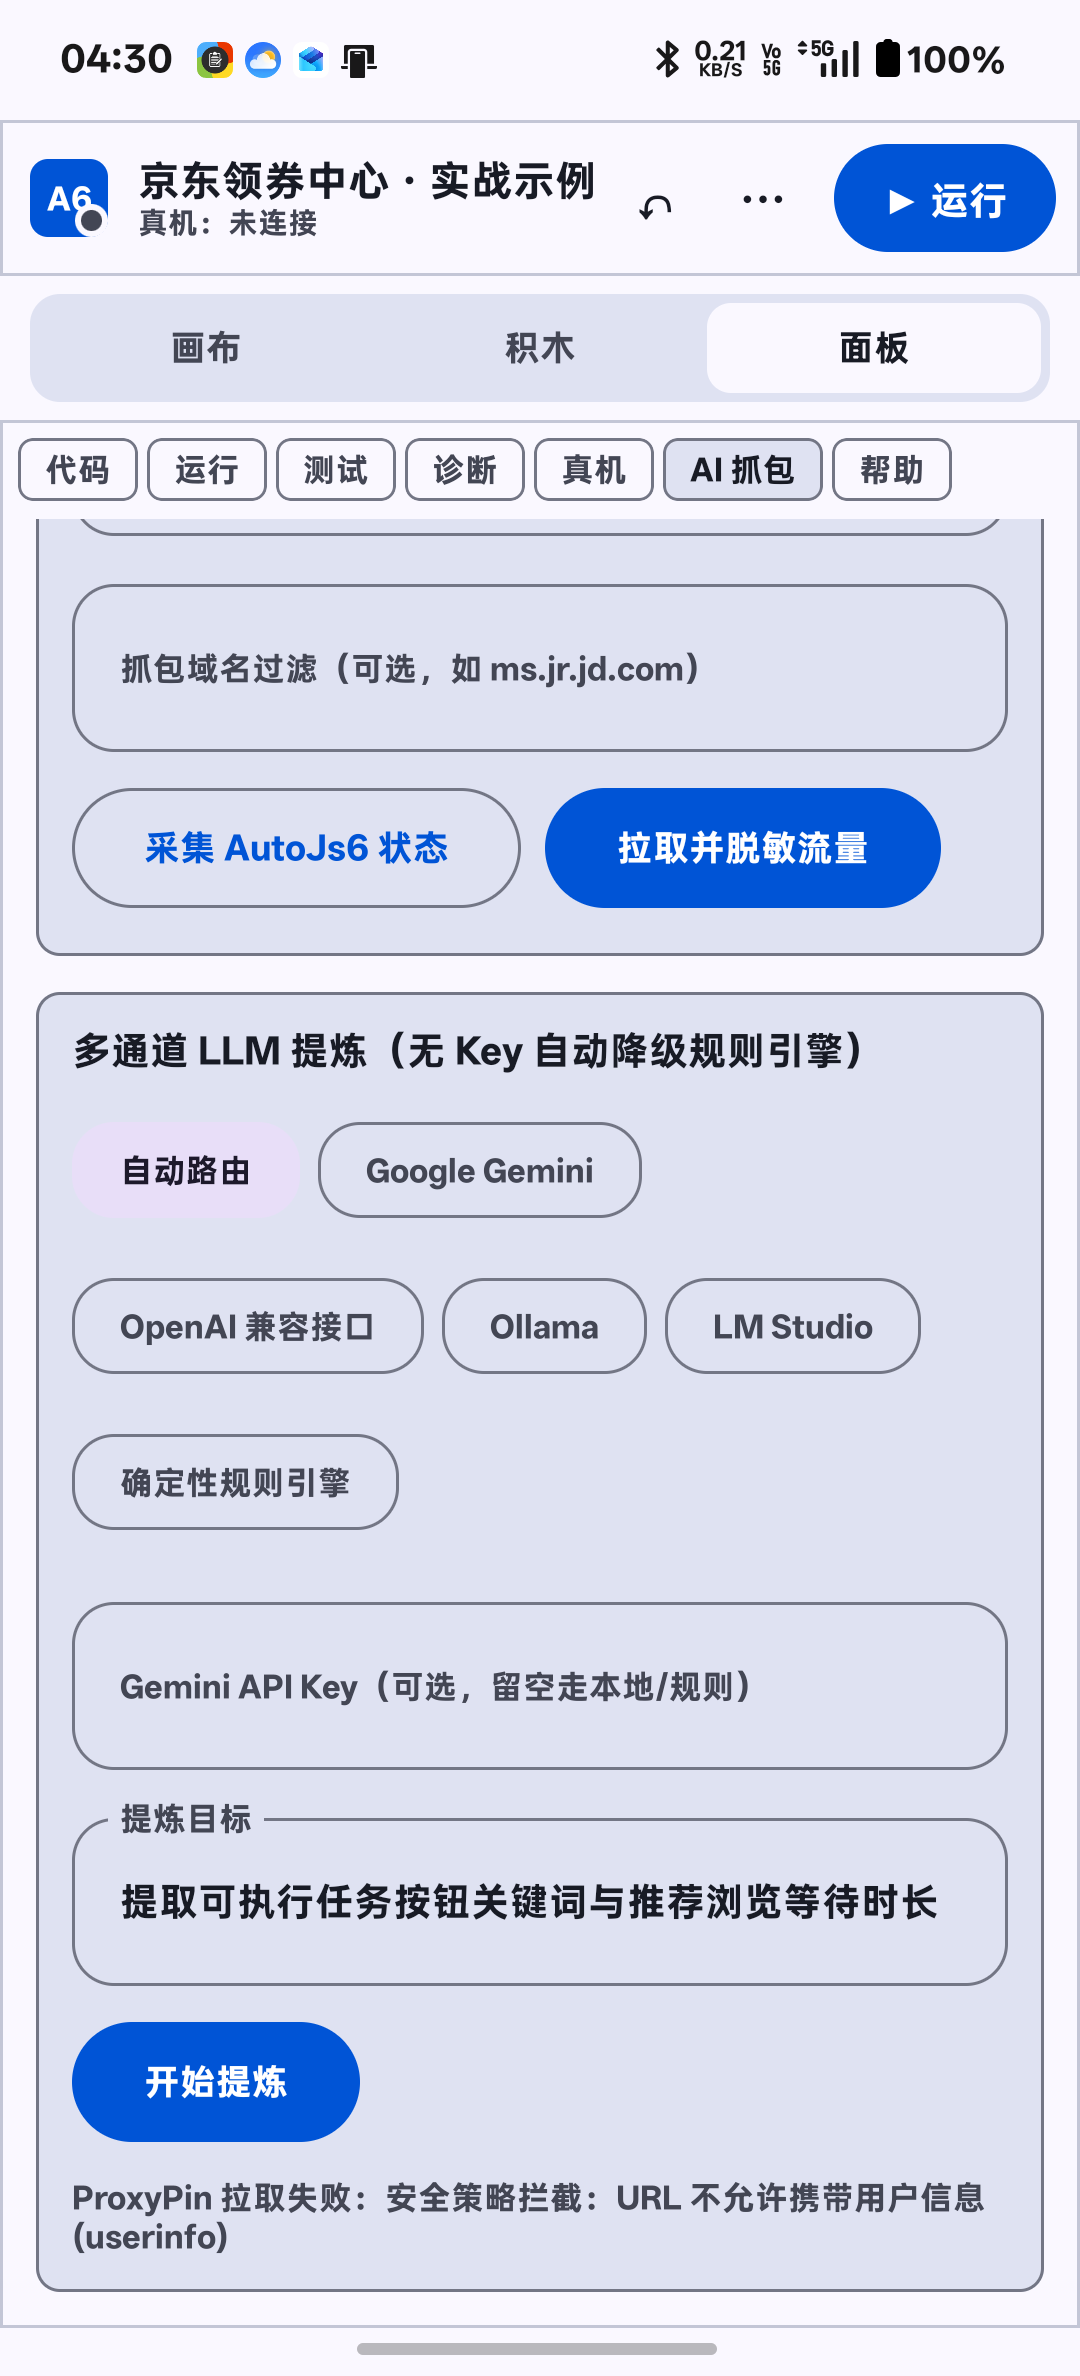 04:30
0.21 KB/S Vo 5G 5G 100%
A6
京东领券中心 · 实战示例
真机：未连接
▶ 运行
画布 积木 面板
代码 运行 测试 诊断 真机 AI 抓包 帮助
抓包域名过滤（可选，如 ms.jr.jd.com）
采集 AutoJs6 状态 拉取并脱敏流量
多通道 LLM 提炼（无 Key 自动降级规则引擎）
自动路由 Google Gemini
OpenAI 兼容接口 Ollama LM Studio
确定性规则引擎
Gemini API Key（可选，留空走本地/规则）
提炼目标
提取可执行任务按钮关键词与推荐浏览等待时长
开始提炼
ProxyPin 拉取失败：安全策略拦截：URL 不允许携带用户信息
(userinfo)